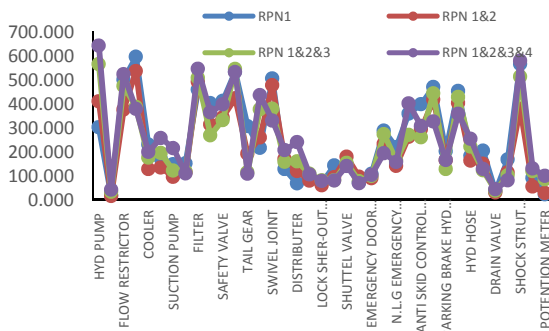 RPN1
RPN 1&2
RPN 1&2&3
RPN 1&2&3&4
700.000
600.000
500.000
400.000
300.000
200.000
100.000
0.000
HYD PUMP
FLOW RESTRICTOR
COOLER
SUCTION PUMP
FILTER
SAFETY VALVE
TAIL GEAR
SWIVEL JOINT
DISTRIBUTER
LOCK SHER-OUT…
SHUTTEL VALVE
EMERGENCY DOOR…
N.L.G EMERGENCY…
ANTI SKID CONTROL…
ARKING BRAKE HYD…
HYD HOSE
DRAIN VALVE
SHOCK STRUT…
POTENTION METER